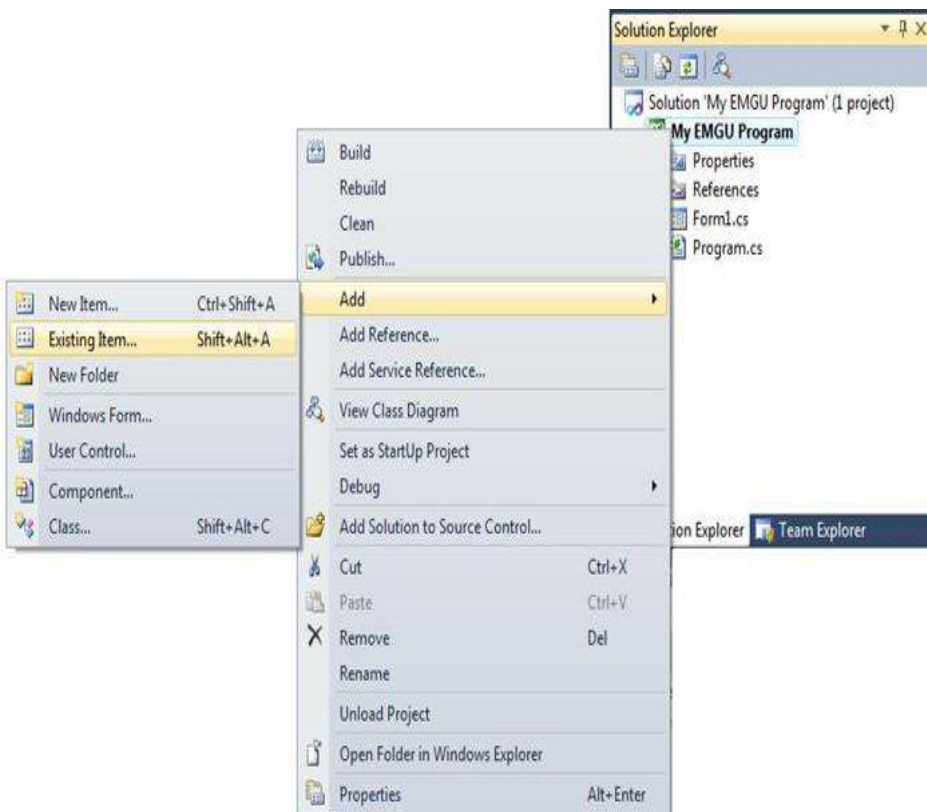 Solution Explorer
Solution 'My EMGU Program' (1 project)
My EMGU Program
Properties
References
Form1.cs
Program.cs
ion Explorer Team Explorer
Build
Rebuild
Clean
Publish...
Add
Add Reference...
Add Service Reference...
View Class Diagram
Set as StartUp Project
Debug
Add Solution to Source Control...
Cut Ctrl+X
Paste Ctrl+V
Remove Del
Rename
Unload Project
Open Folder in Windows Explorer
Properties Alt+Enter
New Item... Ctrl+Shift+A
Existing Item... Shift+Alt+A
New Folder
Windows Form...
User Control...
Component...
Class... Shift+Alt+C